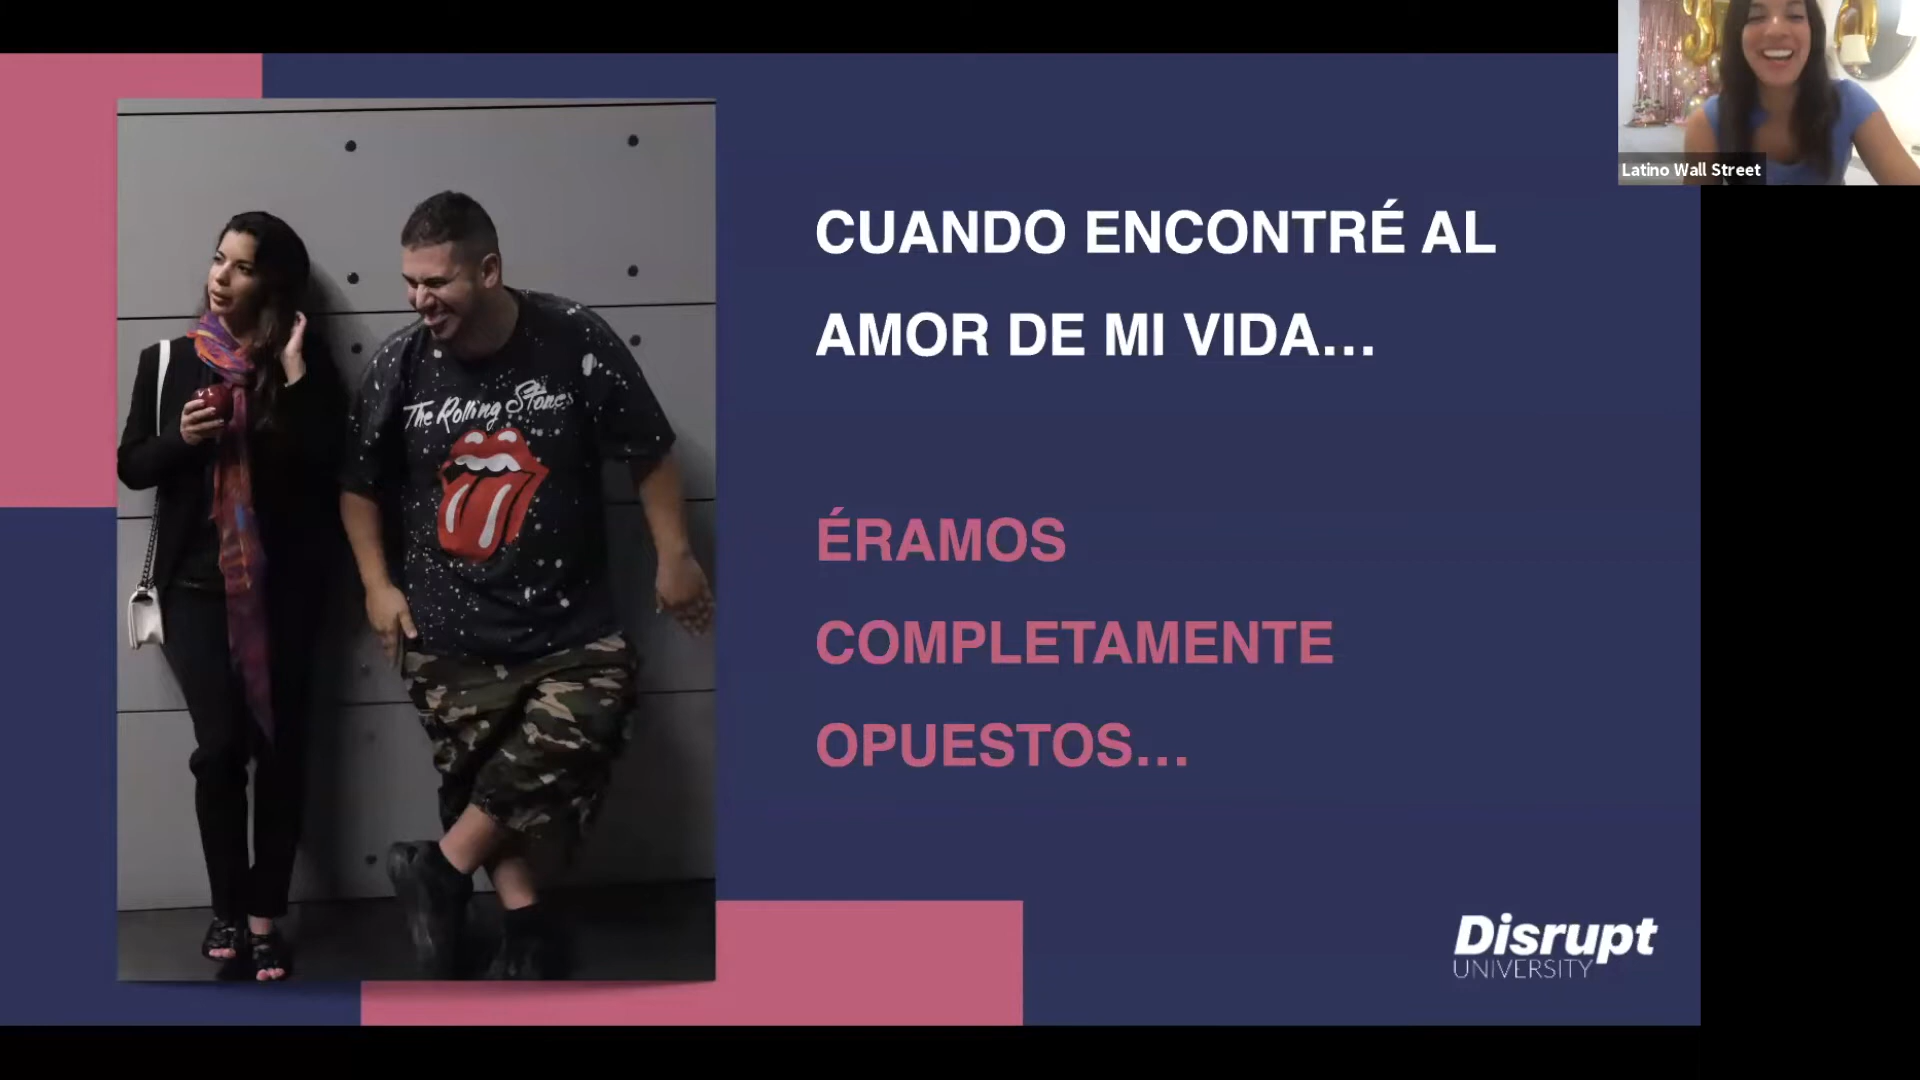 Latino Wall Street
CUANDO ENCONTRÉ AL
AMOR DE MI VIDA...
ÉRAMOS
COMPLETAMENTE
OPUESTOS...
The Rolling Stones
Disrupt
UNIVERSITY